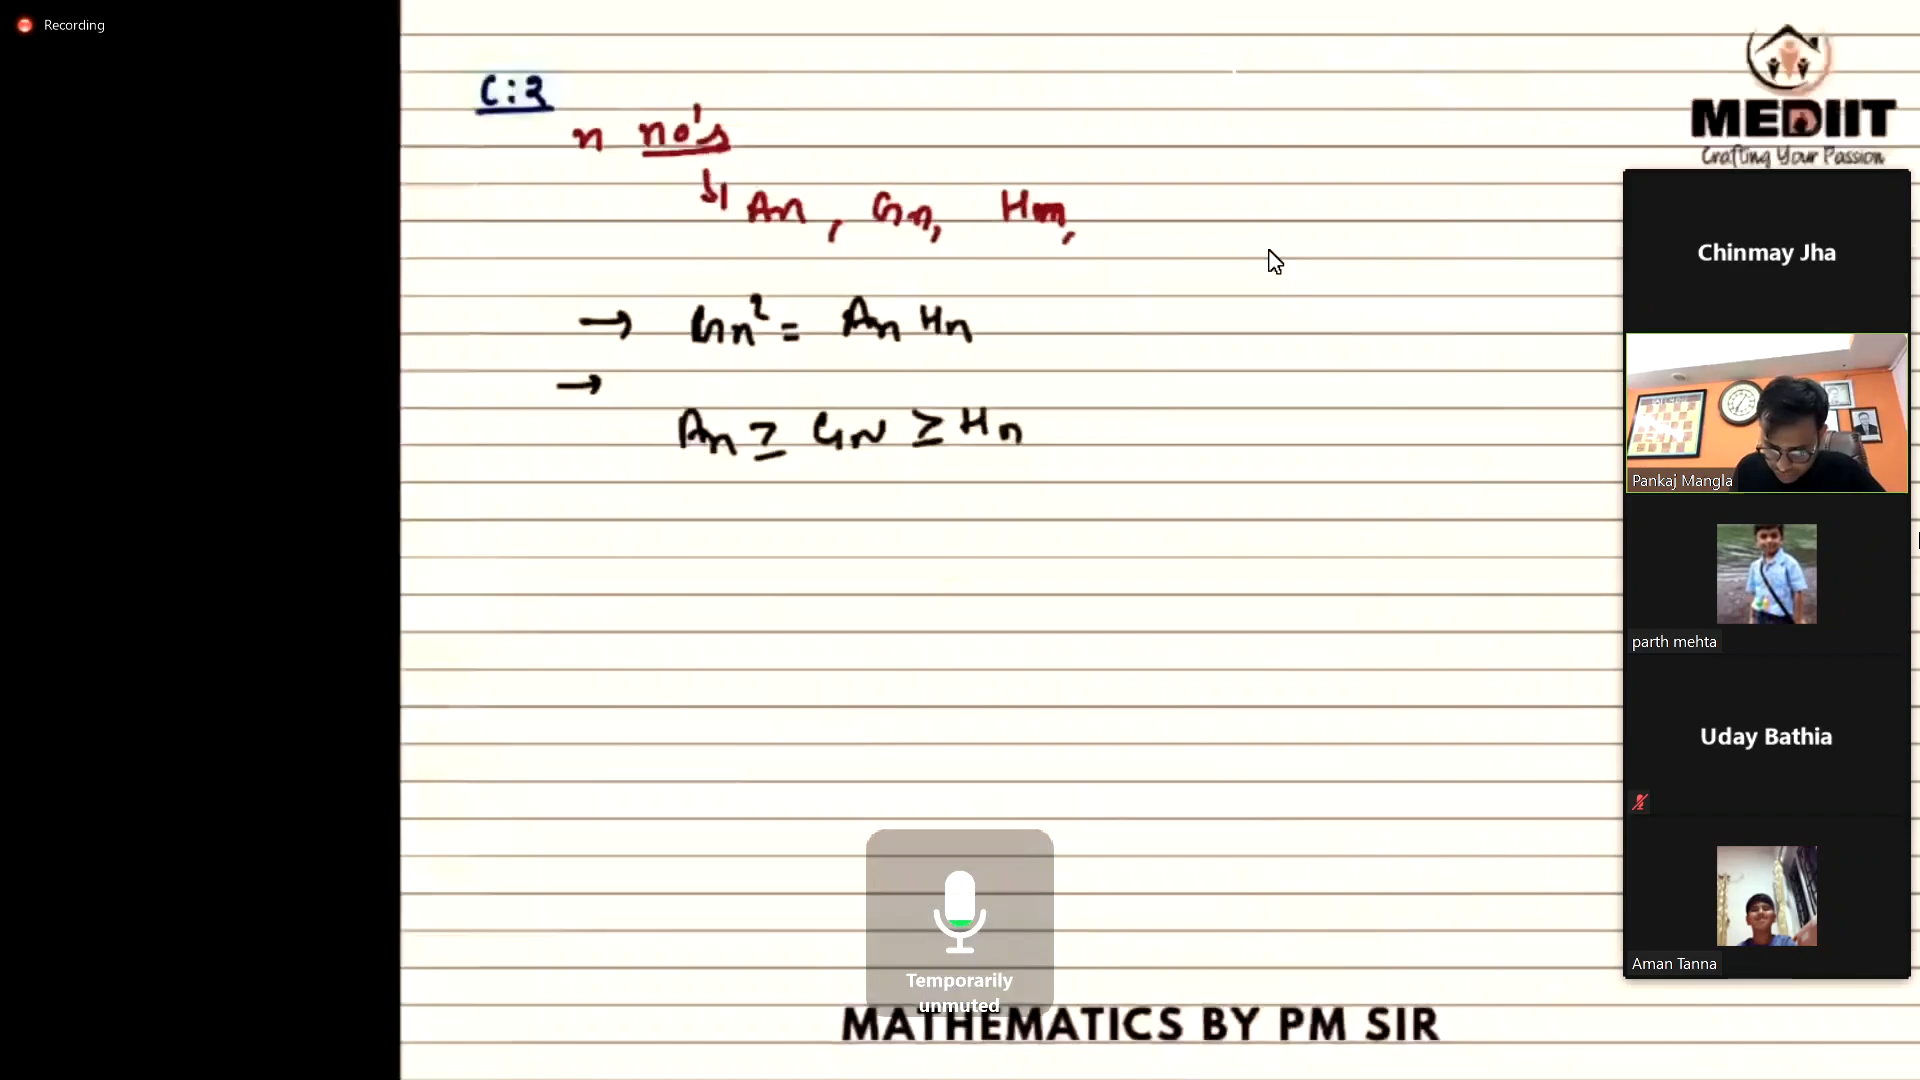 Recording
C:2
n no's
An, Gn, Hn,
→ Gn² = An Hn
→
An ≥ Gn ≥ Hn
MEDIIT
Crafting Your Passion
Chinmay Jha
Pankaj Mangla
parth mehta
Uday Bathia
Aman Tanna
Temporarily
unmuted
MATHEMATICS BY PM SIR